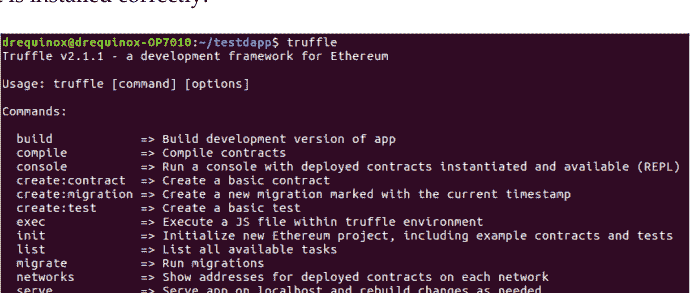 is installed correctly:
drequinox@drequinox-OP7010:~/testdapp$ truffle
Truffle v2.1.1 - a development framework for Ethereum
Usage: truffle [command] [options]
Commands:
build => Build development version of app
compile => Compile contracts
console => Run a console with deployed contracts instantiated and available (REPL)
create:contract => Create a basic contract
create:migration => Create a new migration marked with the current timestamp
create:test => Create a basic test
exec => Execute a JS file within truffle environment
init => Initialize new Ethereum project, including example contracts and tests
list => List all available tasks
migrate => Run migrations
networks => Show addresses for deployed contracts on each network
serve => Serve app on localhost and rebuild changes as needed